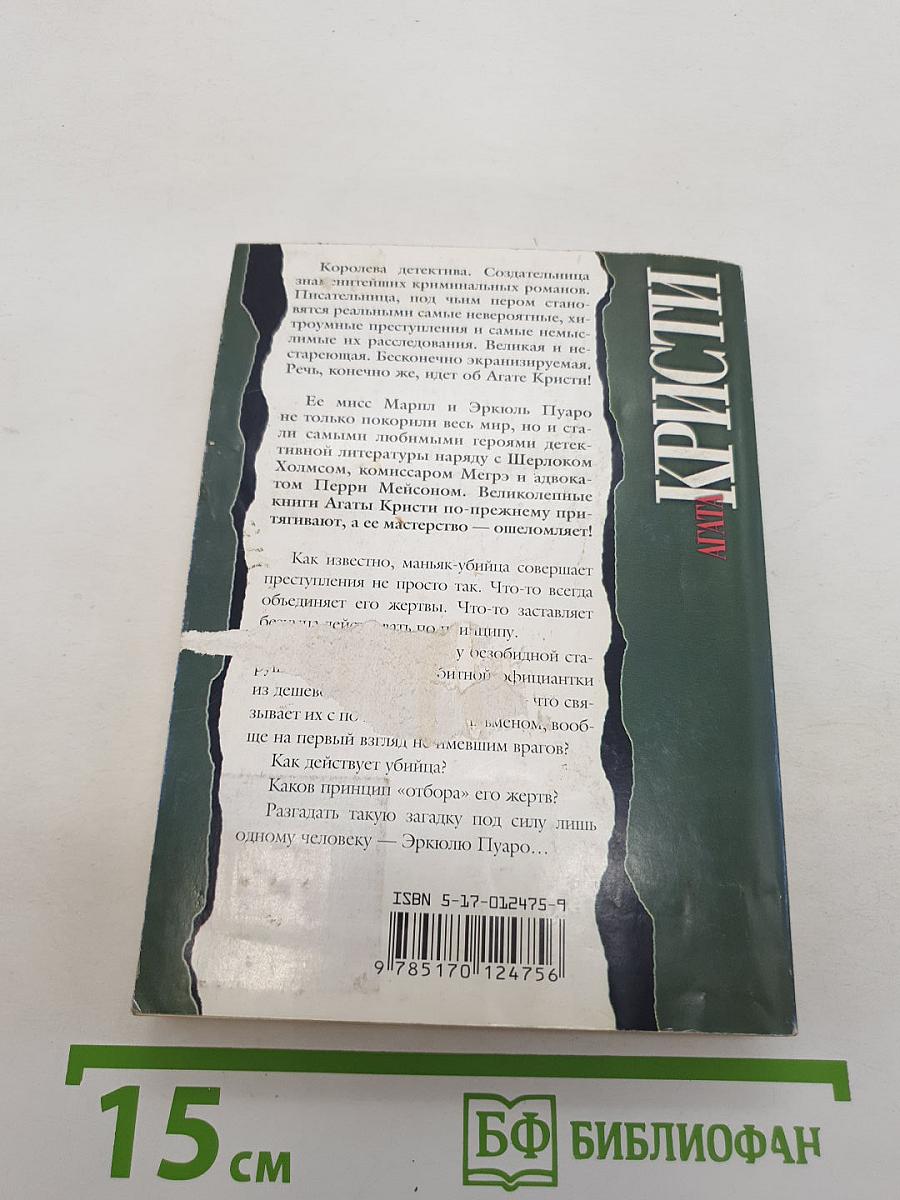 Королева детектива. Создательница
знаменитейших криминальных романов.
Писательница, под чьим пером стано-
вятся реальными самые невероятные, хи-
троумные преступления и самые немыс-
лимые их расследования. Великая и не-
стареющая. Бесконечно экранизируемая.
Речь, конечно же, идет об Агате Кристи!
Ее мисс Марпл и Эркюль Пуаро
не только покорили весь мир, но и ста-
ли самыми любимыми героями детек-
тивной литературы наряду с Шерлоком
Холмсом, комиссаром Мегрэ и адвока-
том Перри Мейсоном. Великолепные
книги Агаты Кристи по-прежнему при-
тягивают, а ее мастерство — ошеломляет!
Как известно, маньяк-убийца совершает
преступления не просто так. Что-то всегда
объединяет его жертвы. Что-то заставляет
безумца действовать по принципу.
у безобидной ста-
официантки
из что свя-
зывает их с вооб-
ще на первый взгляд не имевшим врагов?
Как действует убийца?
Каков принцип «отбора» его жертв?
Разгадать такую загадку под силу лишь
одному человеку — Эркюлю Пуаро...
ISBN 5-17-012475-9
9 785170 124756
АГАТА
КРИСТИ
15 см
БФ БИБЛИОФАН